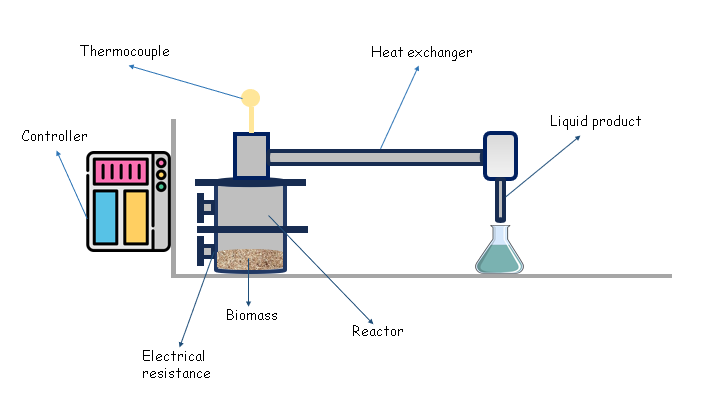 Thermocouple
Heat exchanger
Liquid product
Controller
Biomass
Reactor
Electrical
resistance